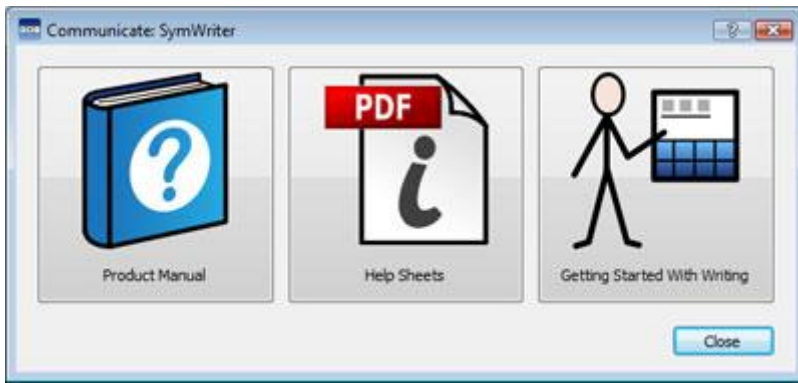 Communicate: SymWriter
?
PDF
i
Product Manual
Help Sheets
Getting Started With Writing
Close